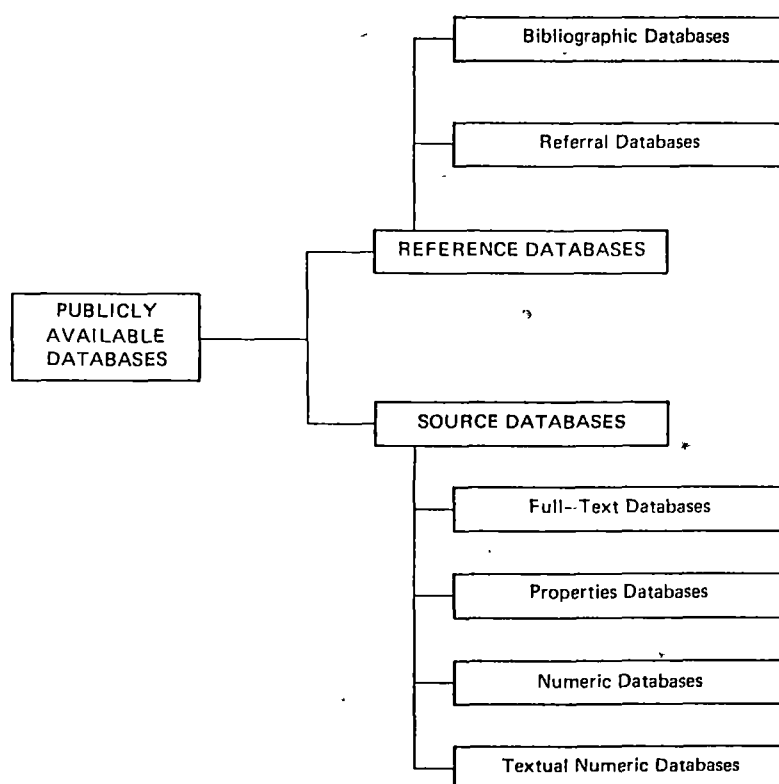 Bibliographic Databases
Referral Databases
REFERENCE DATABASES
PUBLICLY
AVAILABLE
DATABASES
SOURCE DATABASES
Full--Text Databases
Properties Databases
Numeric Databases
Textual Numeric Databases